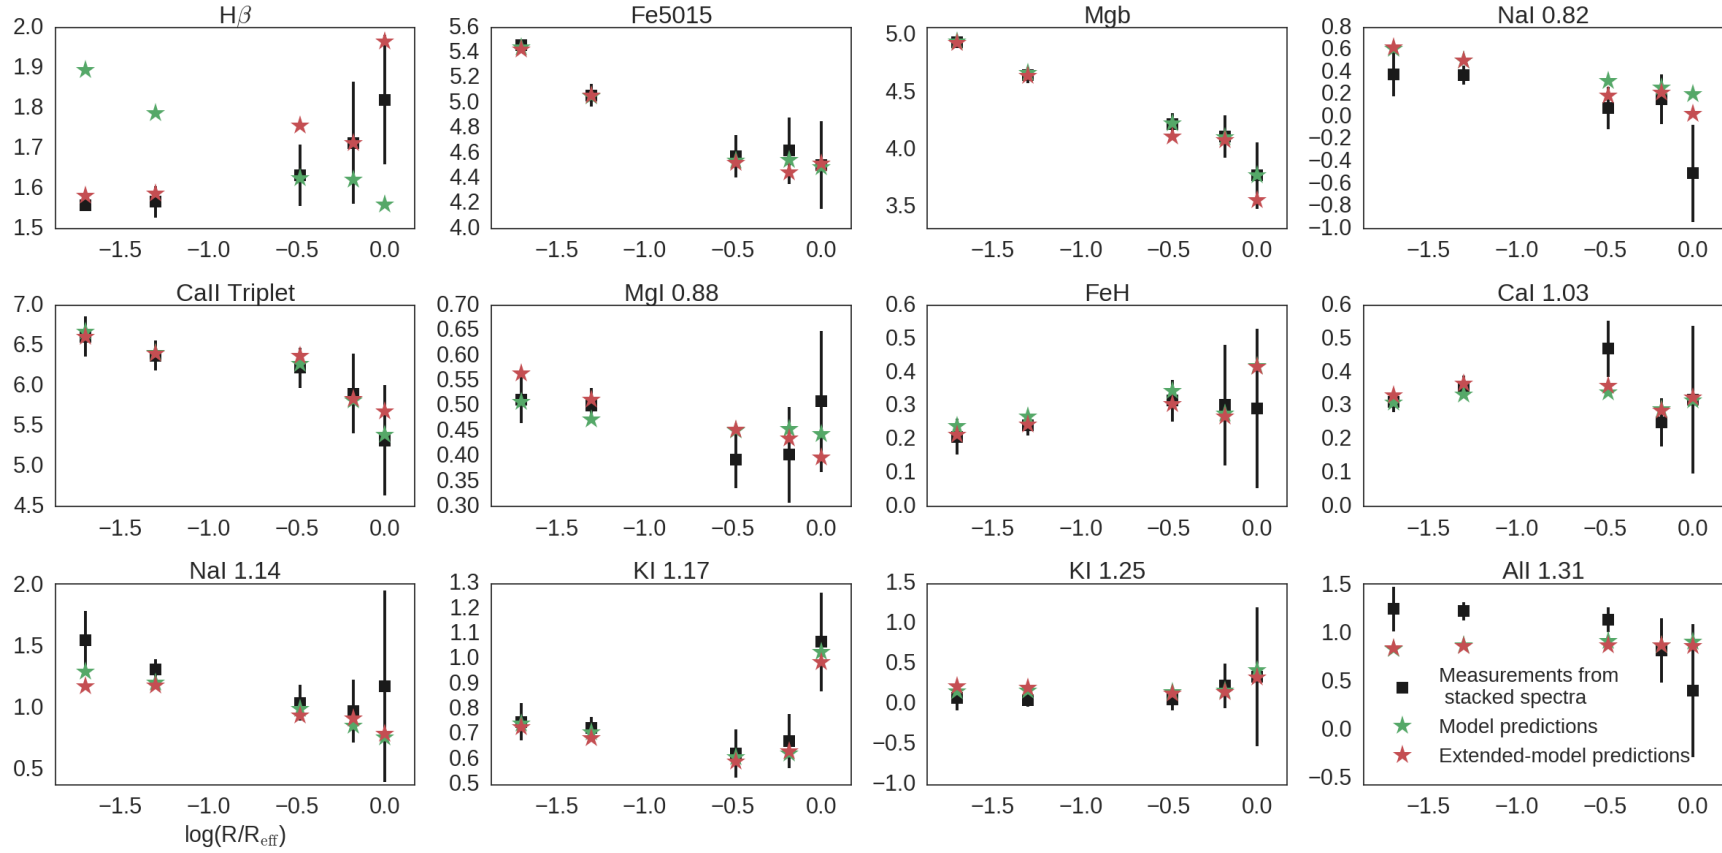 Hβ Fe5015 Mgb NaI 0.82
2.0 5.6 5.0 0.8
1.9 5.4 4.5 0.6
1.8 5.2 4.0 0.4
1.7 5.0 3.5 0.2
1.6 4.8 0.0
1.5 4.6 −0.2
4.4 −0.4
4.2 −0.6
4.0 −0.8
−1.0
−1.5 −1.0 −0.5 0.0 −1.5 −1.0 −0.5 0.0 −1.5 −1.0 −0.5 0.0 −1.5 −1.0 −0.5 0.0
CaII Triplet MgI 0.88 FeH CaI 1.03
7.0 0.70 0.6 0.6
6.5 0.65 0.5 0.5
6.0 0.60 0.4 0.4
5.5 0.55 0.3 0.3
5.0 0.50 0.2 0.2
4.5 0.45 0.1 0.1
0.40 0.0 0.0
0.35
0.30
−1.5 −1.0 −0.5 0.0 −1.5 −1.0 −0.5 0.0 −1.5 −1.0 −0.5 0.0 −1.5 −1.0 −0.5 0.0
NaI 1.14 KI 1.17 KI 1.25 AlI 1.31
2.0 1.3 1.5 1.5
1.5 1.2 1.0 1.0
1.0 1.1 0.5 0.5
0.5 1.0 0.0 0.0
0.9 −0.5 −0.5
0.8 −1.0
0.7
0.6
0.5
Measurements from
stacked spectra
Model predictions
Extended-model predictions
−1.5 −1.0 −0.5 0.0 −1.5 −1.0 −0.5 0.0 −1.5 −1.0 −0.5 0.0 −1.5 −1.0 −0.5 0.0
log(R/Reff)